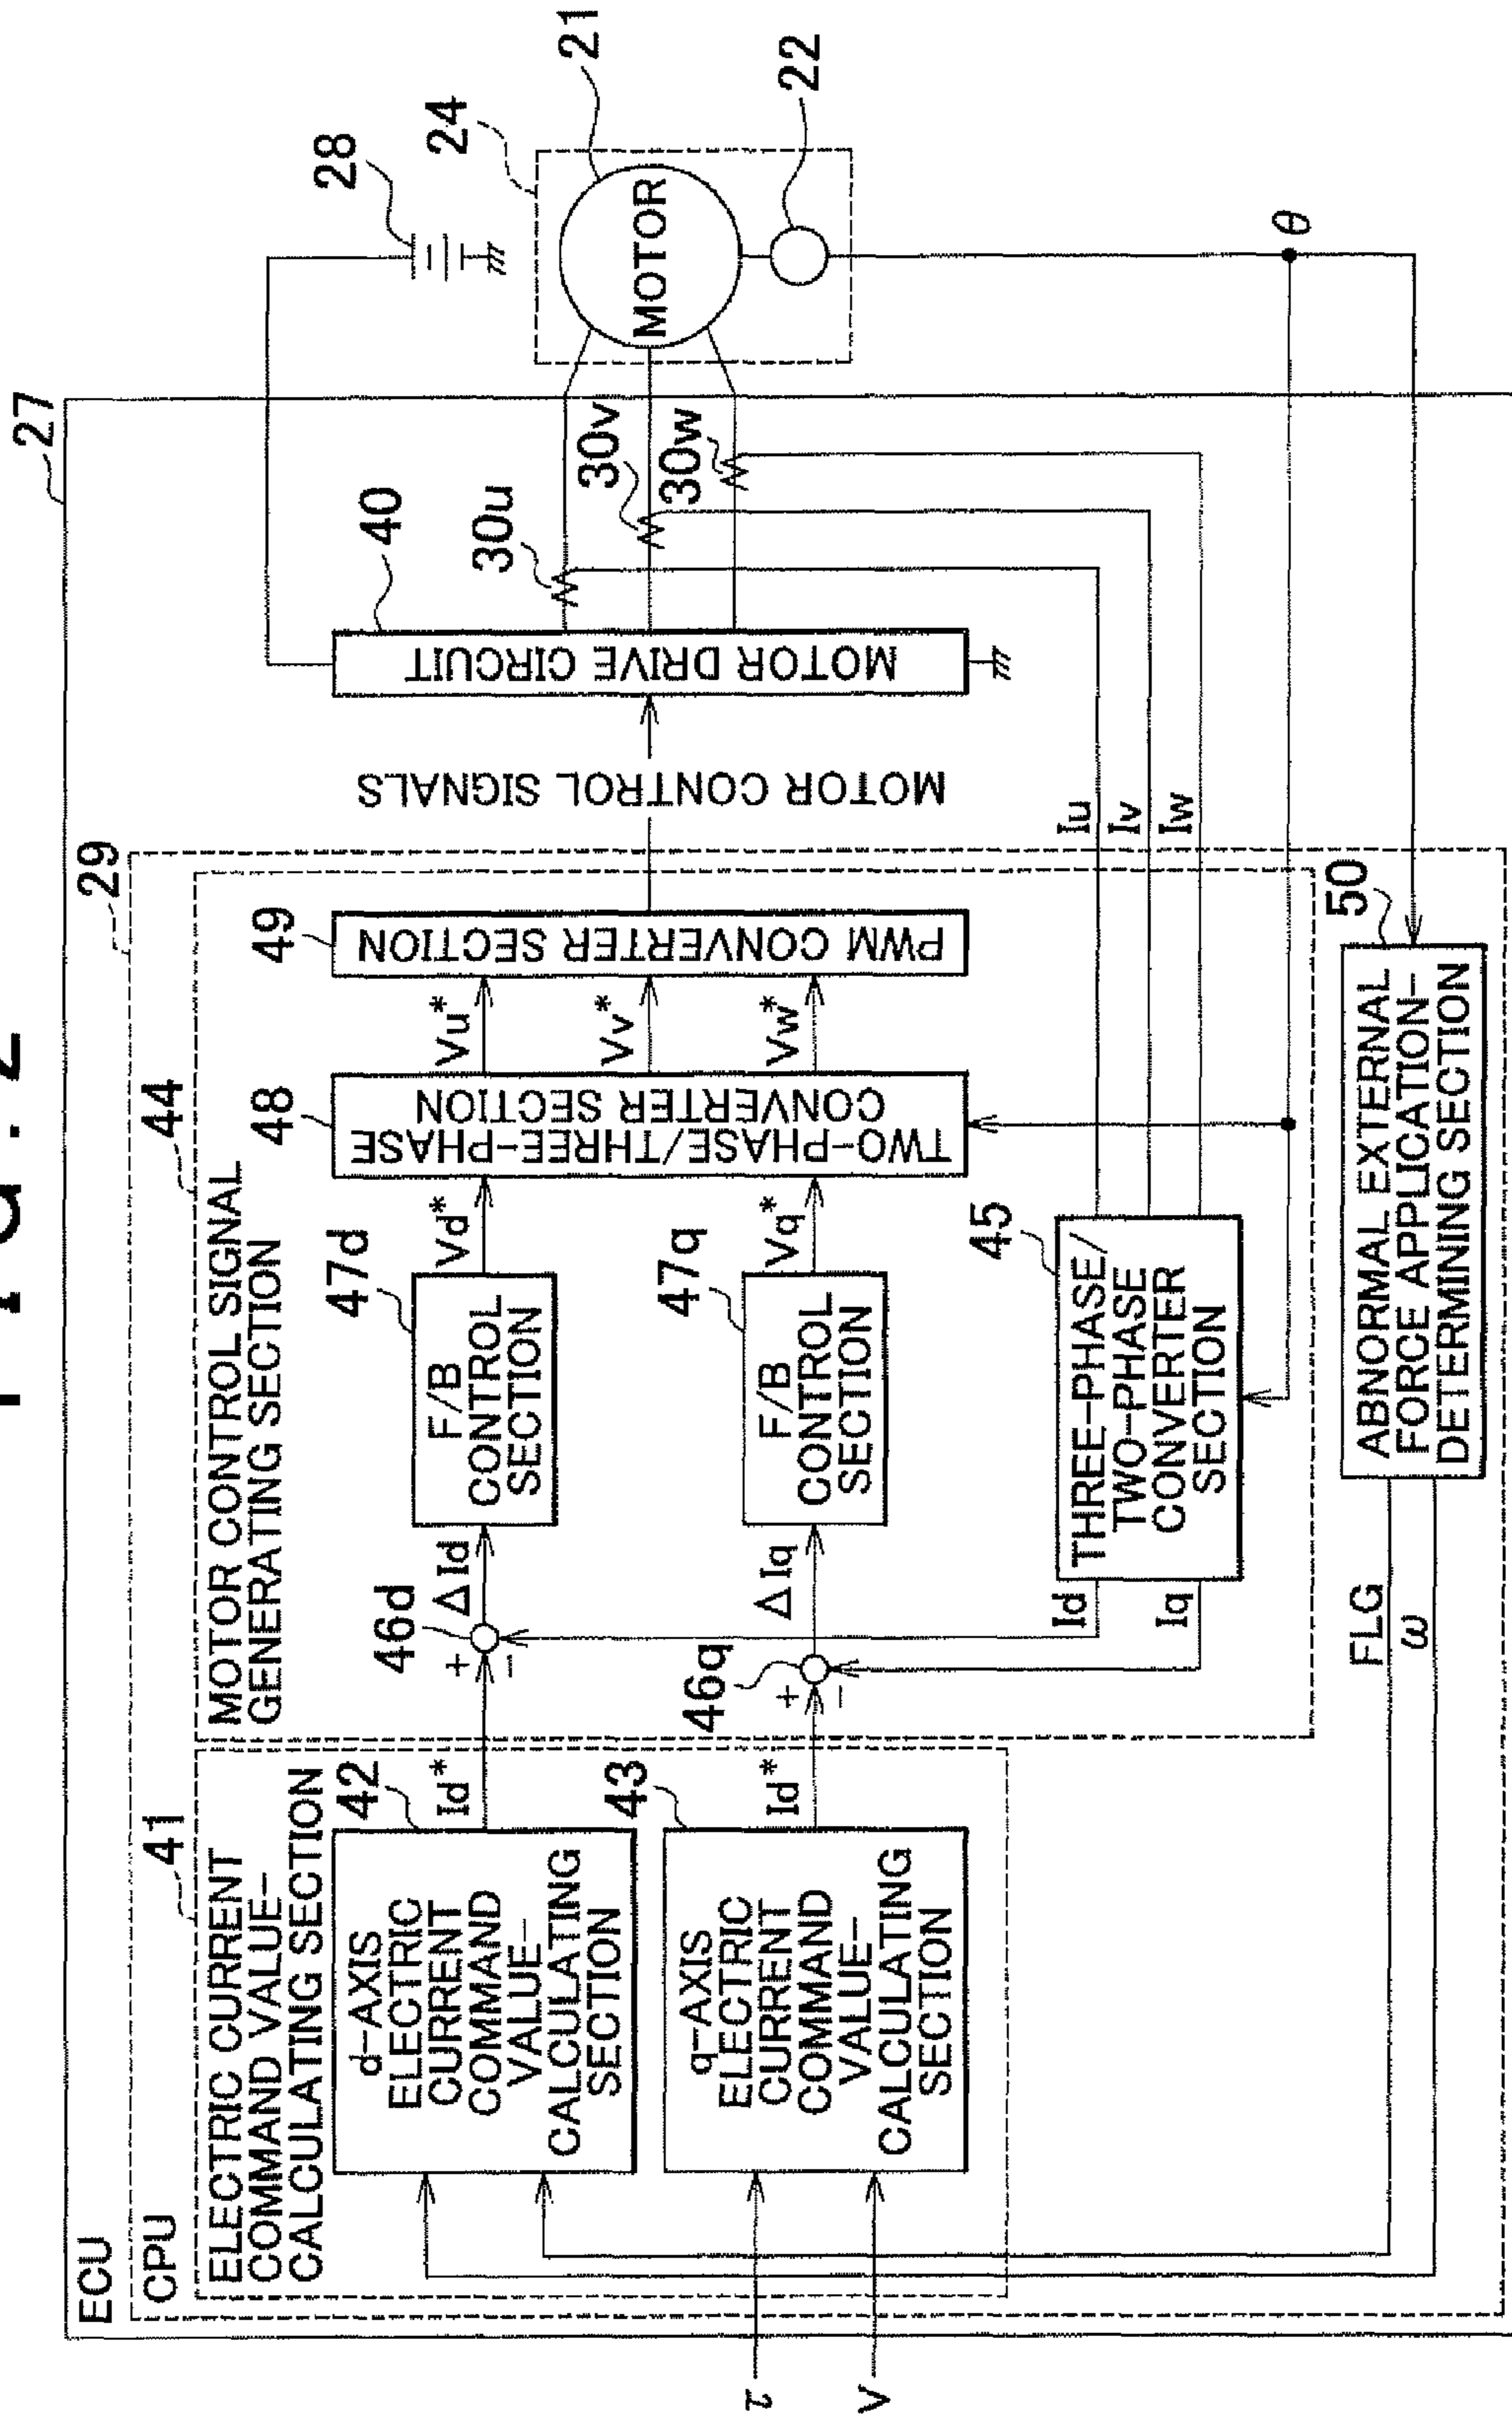 FIG. 2
27
ECU
29
CPU
41
ELECTRIC CURRENT
COMMAND VALUE-
CALCULATING SECTION
42
d-AXIS
ELECTRIC
CURRENT
COMMAND
VALUE-
CALCULATING
SECTION
Id*
43
q-AXIS
ELECTRIC
CURRENT
COMMAND
VALUE-
CALCULATING
SECTION
Id*
τ
V
44
MOTOR CONTROL SIGNAL
GENERATING SECTION
46d
+
-
ΔId
47d
F/B
CONTROL
SECTION
Vd*
46q
+
-
ΔIq
47q
F/B
CONTROL
SECTION
Vq*
48
TWO-PHASE/THREE-PHASE
CONVERTER SECTION
Vu*
Vv*
Vw*
49
PWM CONVERTER SECTION
MOTOR CONTROL SIGNALS
40
MOTOR DRIVE CIRCUIT
30u
30v
30w
28
24
21
MOTOR
22
θ
45
THREE-PHASE/
TWO-PHASE
CONVERTER
SECTION
Id
Iq
Iu
Iv
Iw
50
ABNORMAL EXTERNAL
FORCE APPLICATION-
DETERMINING SECTION
FLG
ω